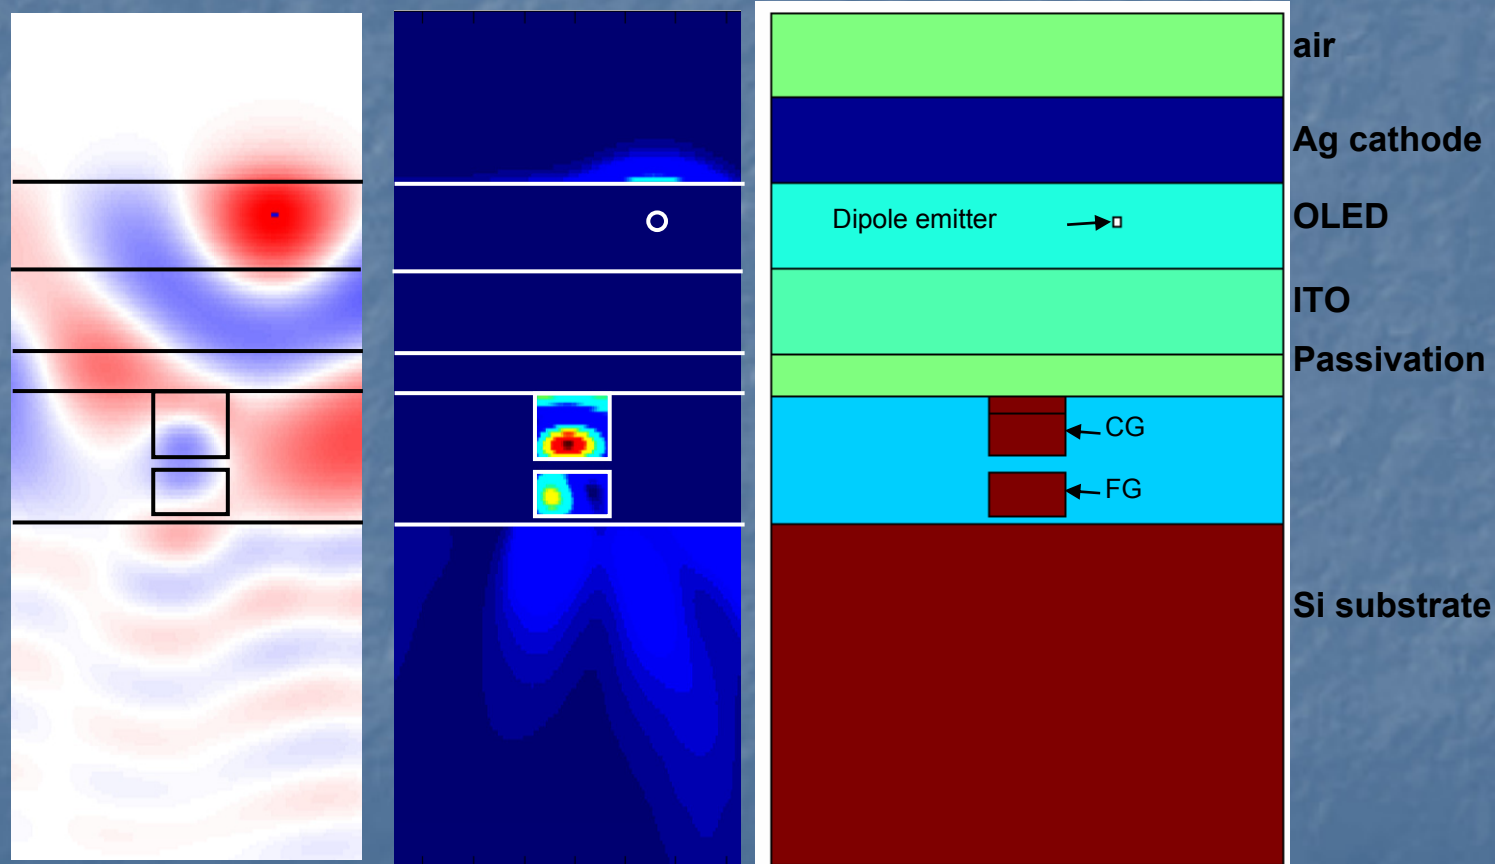 air
Ag cathode
Dipole emitter
OLED
ITO
Passivation
CG
FG
Si substrate